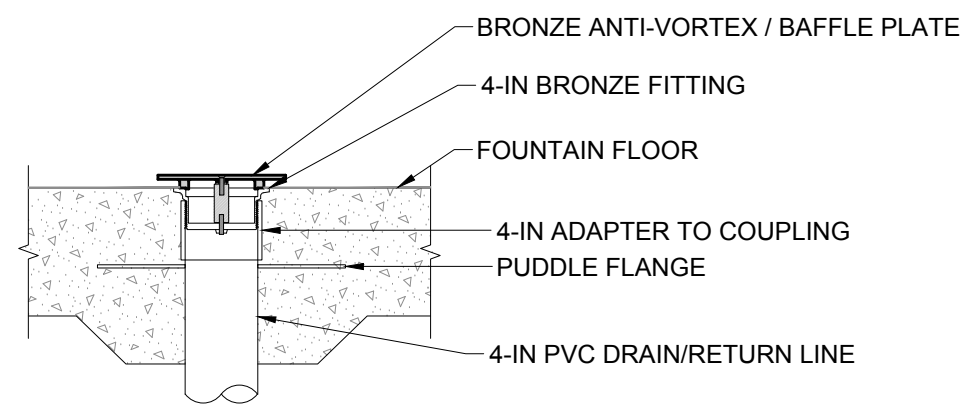 BRONZE ANTI-VORTEX / BAFFLE PLATE
4-IN BRONZE FITTING
FOUNTAIN FLOOR
4-IN ADAPTER TO COUPLING
PUDDLE FLANGE
4-IN PVC DRAIN/RETURN LINE